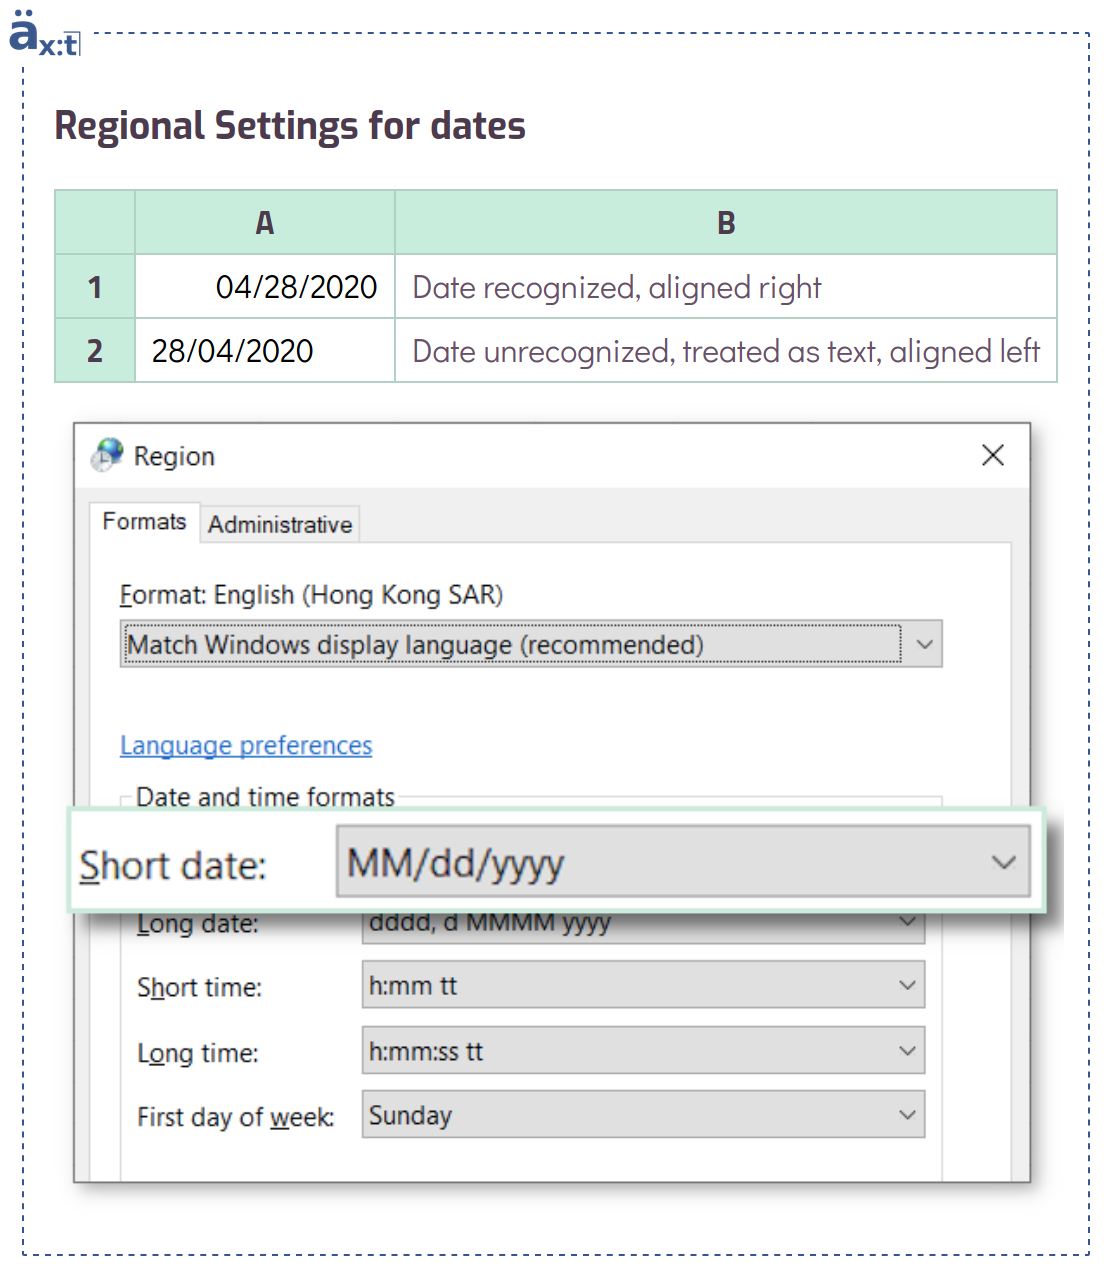 äx:t
Regional Settings for dates
A B
1 04/28/2020 Date recognized, aligned right
2 28/04/2020 Date unrecognized, treated as text, aligned left
Region
Formats Administrative
Format: English (Hong Kong SAR)
Match Windows display language (recommended)
Language preferences
Date and time formats
Short date: MM/dd/yyyy
Long date: dddd, d MMMM yyyy
Short time: h:mm tt
Long time: h:mm:ss tt
First day of week: Sunday